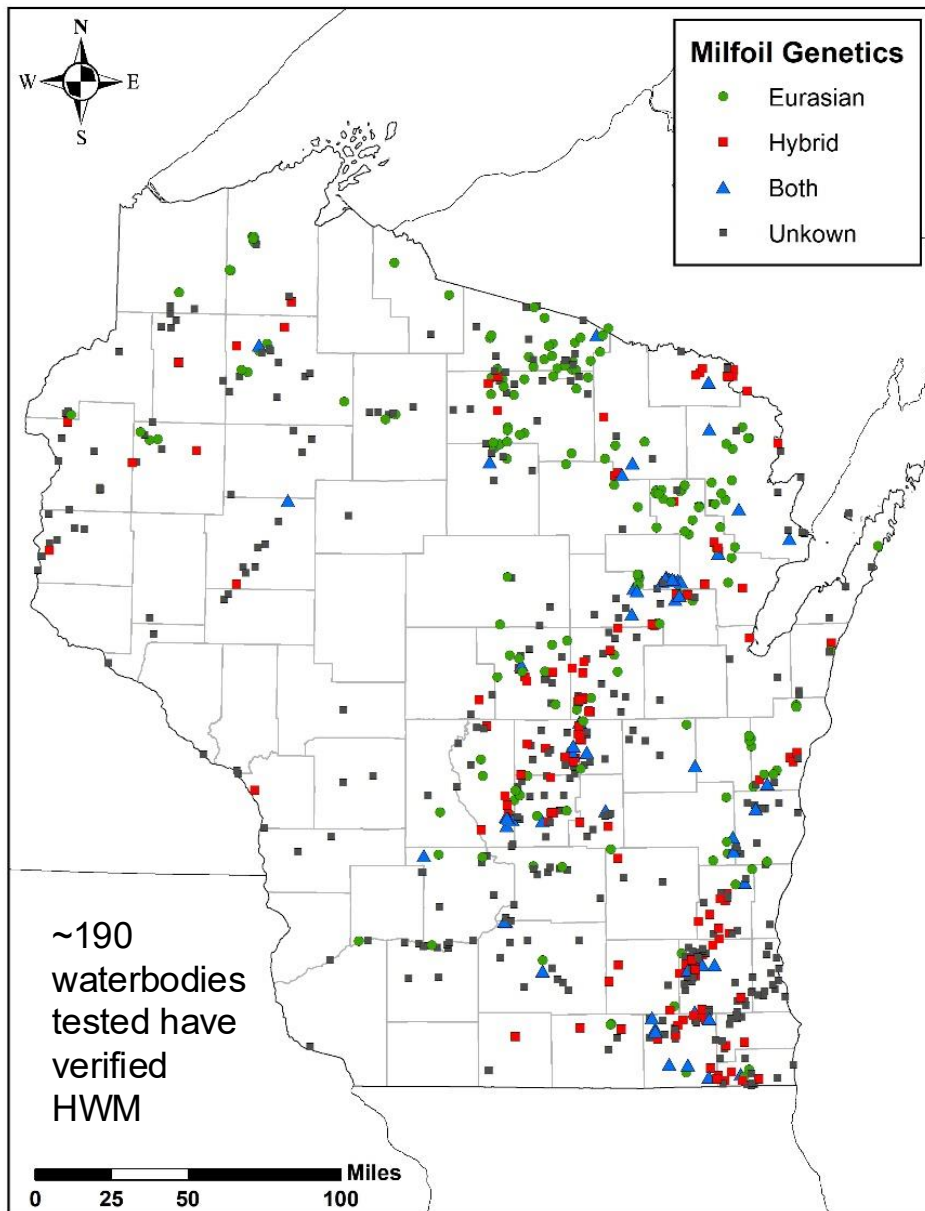 N
W E
S
Milfoil Genetics
Eurasian
Hybrid
Both
Unkown
~190
waterbodies
tested have
verified
HWM
Miles
0 25 50 100